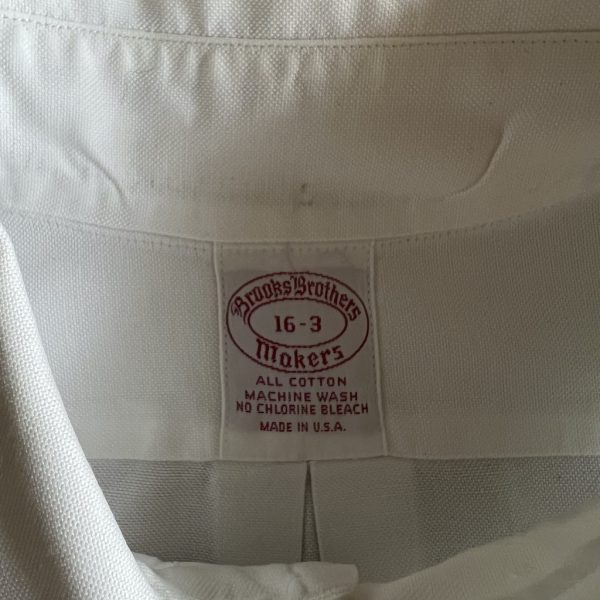 Brooks Brothers
16-3
Makers
ALL COTTON
MACHINE WASH
NO CHLORINE BLEACH
MADE IN U.S.A.